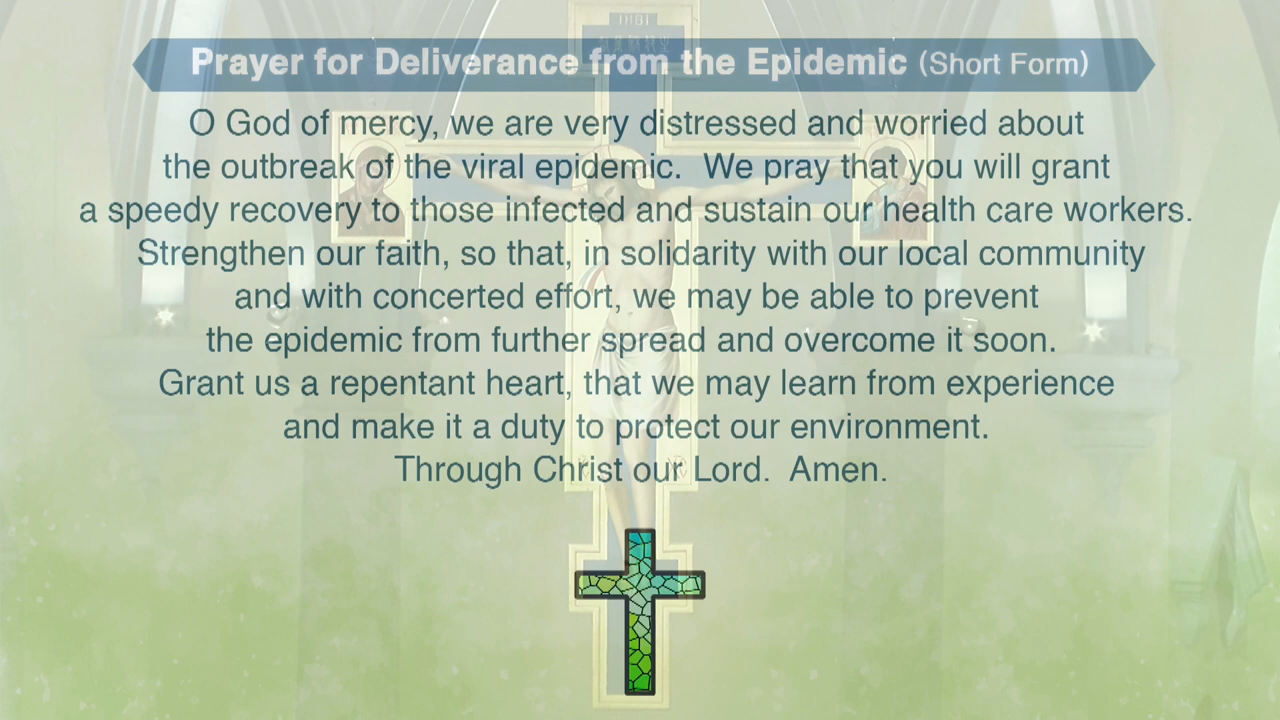 Prayer for Deliverance from the Epidemic (Short Form)
O God of mercy, we are very distressed and worried about
the outbreak of the viral epidemic. We pray that you will grant
a speedy recovery to those infected and sustain our health care workers.
Strengthen our faith, so that, in solidarity with our local community
and with concerted effort, we may be able to prevent
the epidemic from further spread and overcome it soon.
Grant us a repentant heart, that we may learn from experience
and make it a duty to protect our environment.
Through Christ our Lord. Amen.